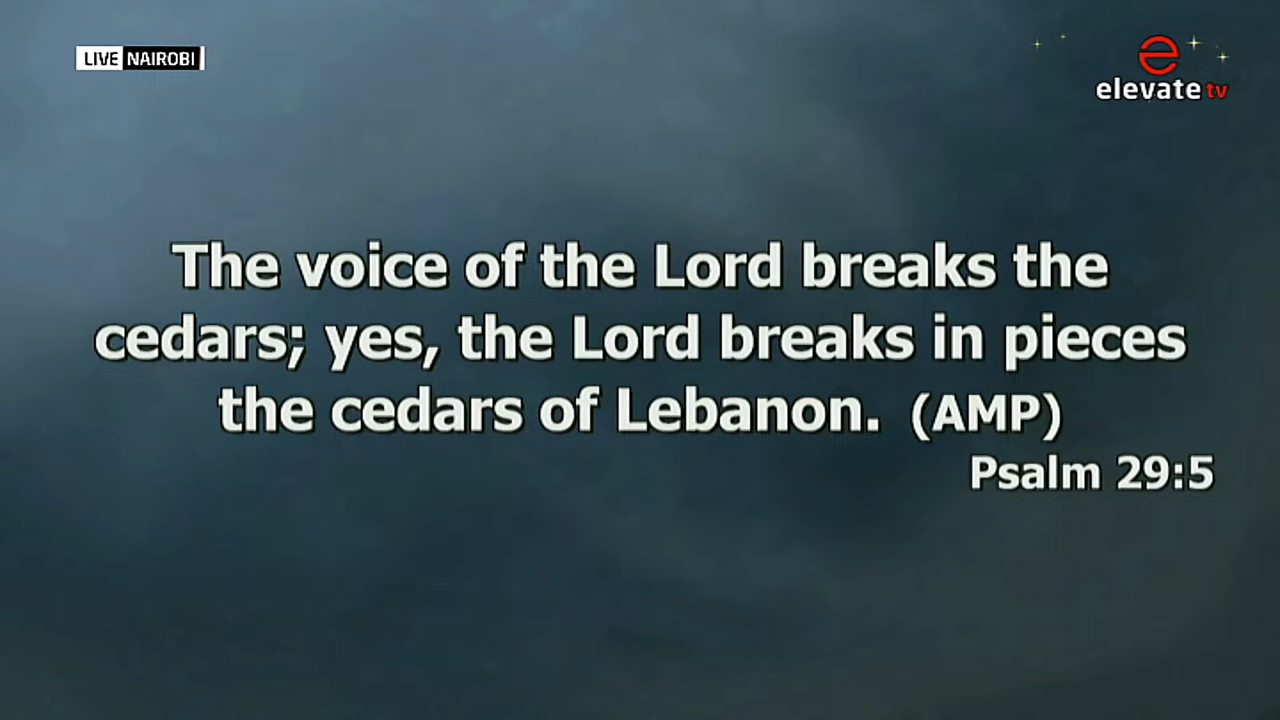 LIVE NAIROBI
e
elevate tv
The voice of the Lord breaks the
cedars; yes, the Lord breaks in pieces
the cedars of Lebanon. (AMP)
Psalm 29:5